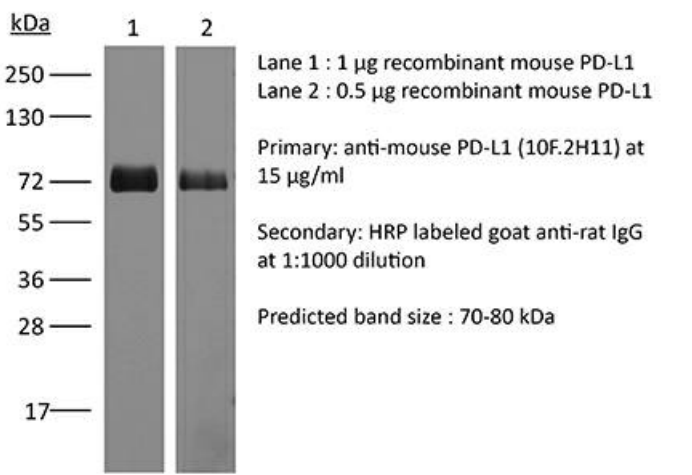 kDa
1 2
250
130
72
55
36
28
17
Lane 1 : 1 µg recombinant mouse PD-L1
Lane 2 : 0.5 µg recombinant mouse PD-L1
Primary: anti-mouse PD-L1 (10F.2H11) at
15 µg/ml
Secondary: HRP labeled goat anti-rat IgG
at 1:1000 dilution
Predicted band size : 70-80 kDa